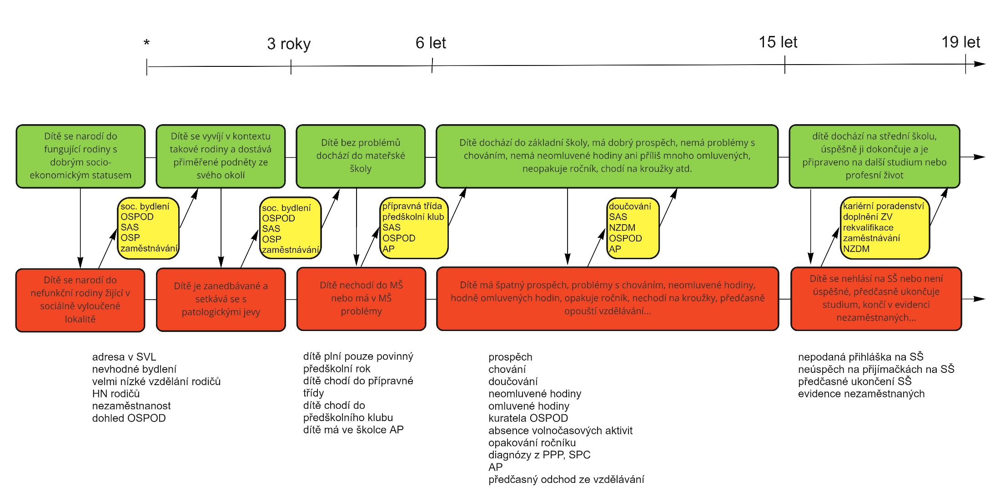 *
3 roky
6 let
15 let
19 let
Dítě se narodí do
fungující rodiny s
dobrým socio-
ekonomickým statusem
Dítě se vyvíjí v kontextu
takové rodiny a dostává
přiměřené podněty ze
svého okolí
Dítě bez problémů
dochází do mateřské
školy
Dítě dochází do základní školy, má dobrý prospěch, nemá problémy s
chováním, nemá neomluvené hodiny ani příliš mnoho omluvených,
neopakuje ročník, chodí na kroužky atd.
dítě dochází na střední školu,
úspěšně ji dokončuje a je
připraveno na další studium nebo
profesní život
soc. bydlení
OSPOD
SAS
OSP
zaměstnávání
soc. bydlení
OSPOD
SAS
OSP
zaměstnávání
přípravná třída
předškolní klub
SAS
OSPOD
AP
doučování
SAS
NZDM
OSPOD
AP
kariérní poradenství
doplnění ZV
rekvalifikace
zaměstnávání
NZDM
Dítě se narodí do
nefunkční rodiny žijící v
sociálně vyloučené
lokalitě
Dítě je zanedbávané a
setkává se s
patologickými jevy
Dítě nechodí do MŠ
nebo má v MŠ
problémy
Dítě má špatný prospěch, problémy s chováním, neomluvené hodiny,
hodně omluvených hodin, opakuje ročník, nechodí na kroužky, předčasně
opouští vzdělávání...
Dítě se nehlásí na SŠ nebo není
úspěšné, předčasně ukončuje
studium, končí v evidenci
nezaměstnaných...
adresa v SVL
nevhodné bydlení
velmi nízké vzdělání rodičů
HN rodičů
nezaměstnanost
dohled OSPOD
dítě plní pouze povinný
předškolní rok
dítě chodí do přípravné
třídy
dítě chodí do
předškolního klubu
dítě má ve školce AP
prospěch
chování
doučování
neomluvené hodiny
omluvené hodiny
kuratela OSPOD
absence volnočasových aktivit
opakování ročníku
diagnózy z PPP, SPC
AP
předčasný odchod ze vzdělávání
nepodaná přihláška na SŠ
neúspěch na přijímačkách na SŠ
předčasné ukončení SŠ
evidence nezaměstnaných